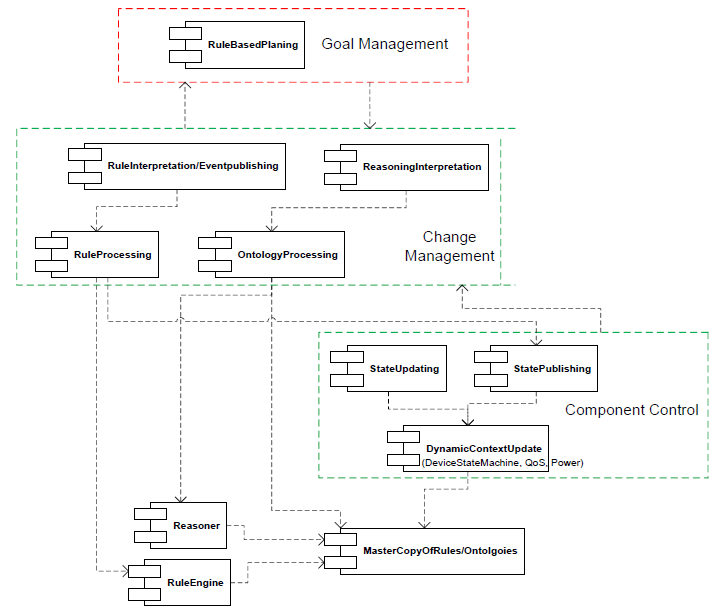 RuleBasedPlaning
Goal Management
RuleInterpretation/Eventpublishing
ReasoningInterpretation
RuleProcessing
OntologyProcessing
Change
Management
StateUpdating
StatePublishing
Component Control
DynamicContextUpdate
(DeviceStateMachine, QoS, Power)
Reasoner
MasterCopyOfRules/Ontolgoies
RuleEngine